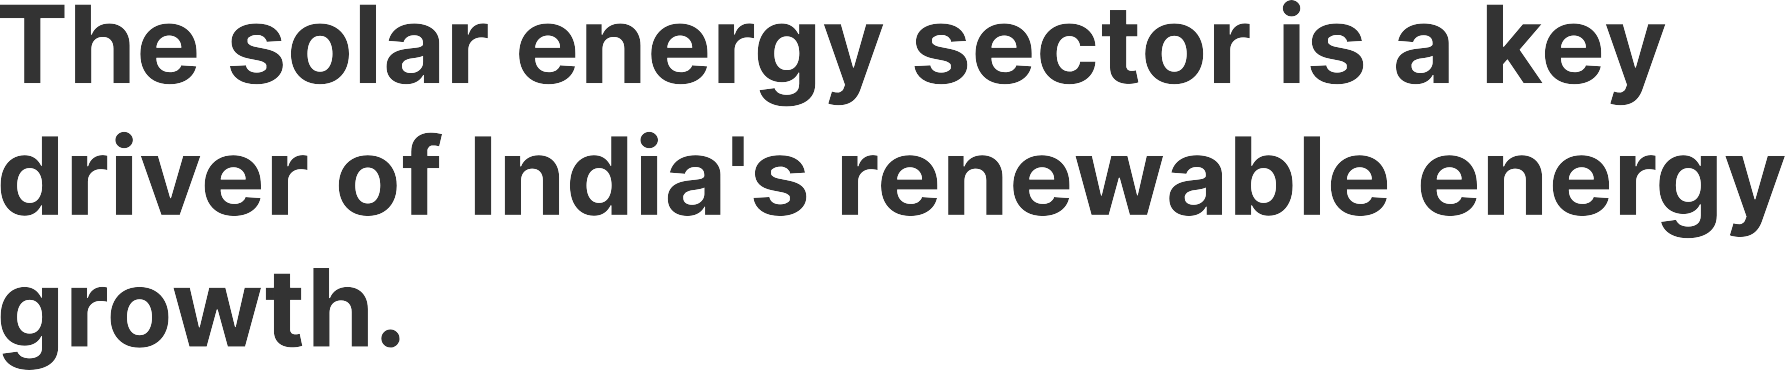 The solar energy sector is a key
driver of India's renewable energy
growth.